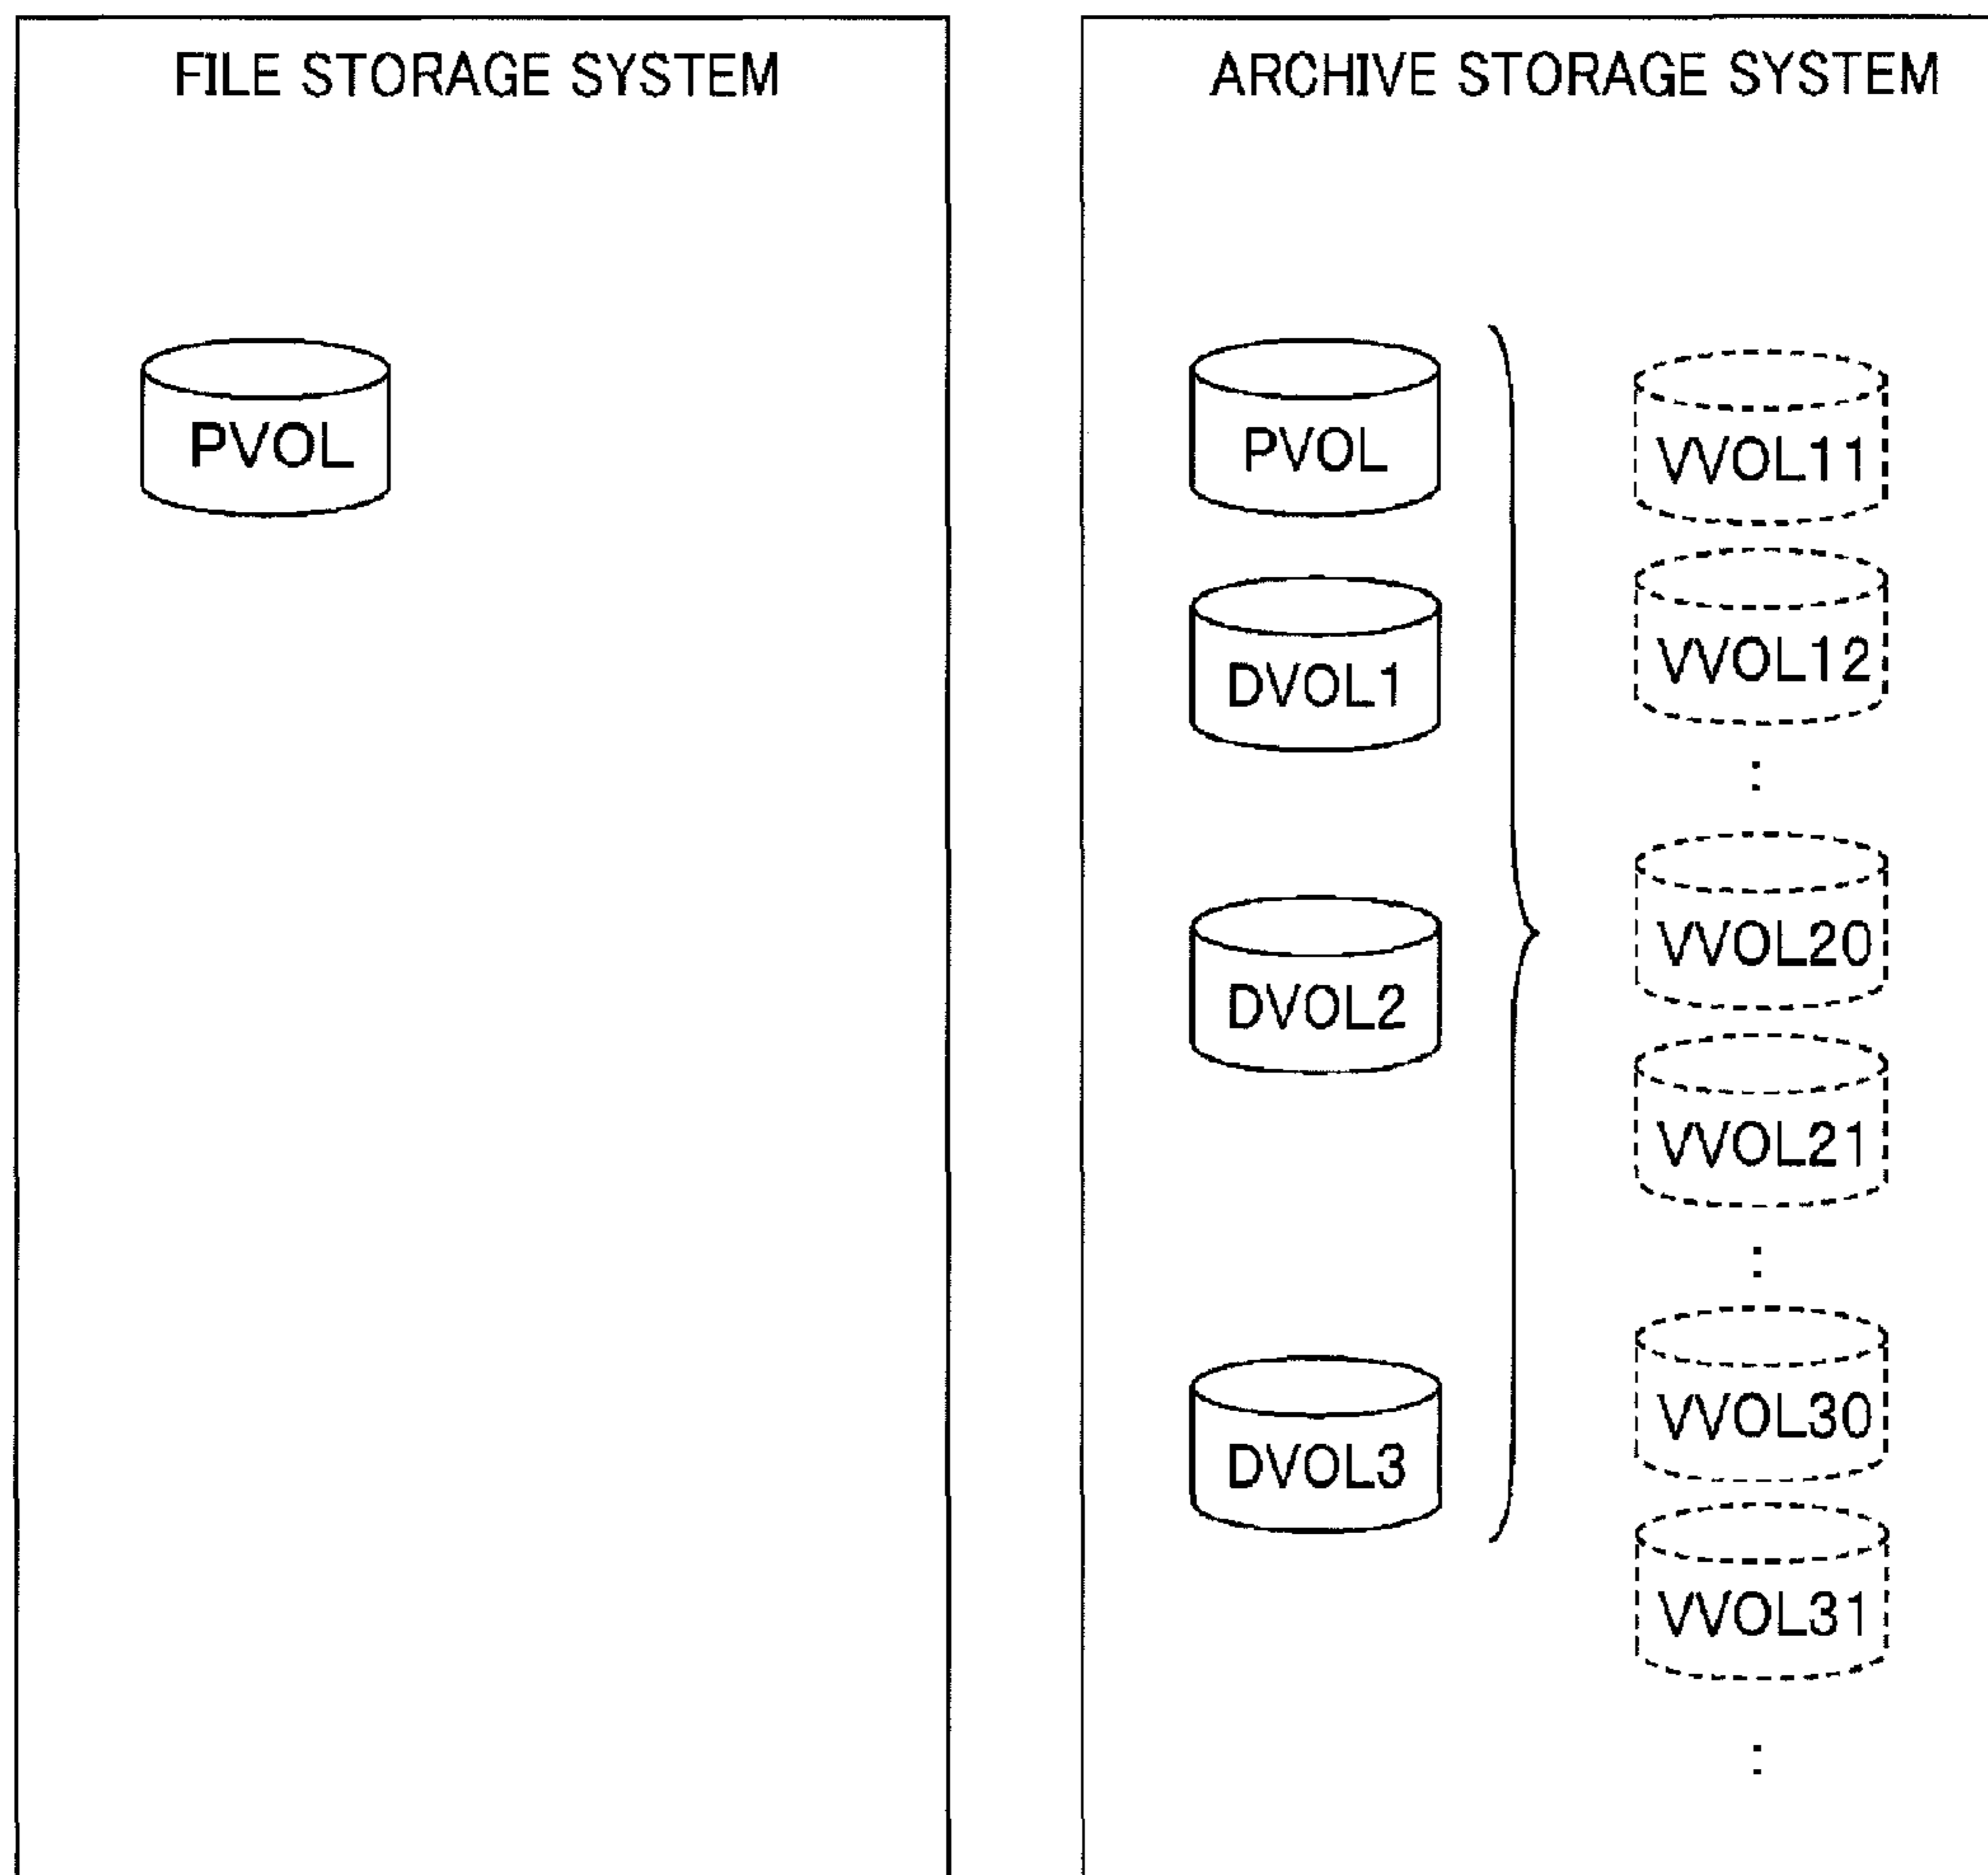 FILE STORAGE SYSTEM
PVOL
ARCHIVE STORAGE SYSTEM
PVOL
DVOL1
DVOL2
DVOL3
VVOL11
VVOL12
:
VVOL20
VVOL21
:
VVOL30
VVOL31
: